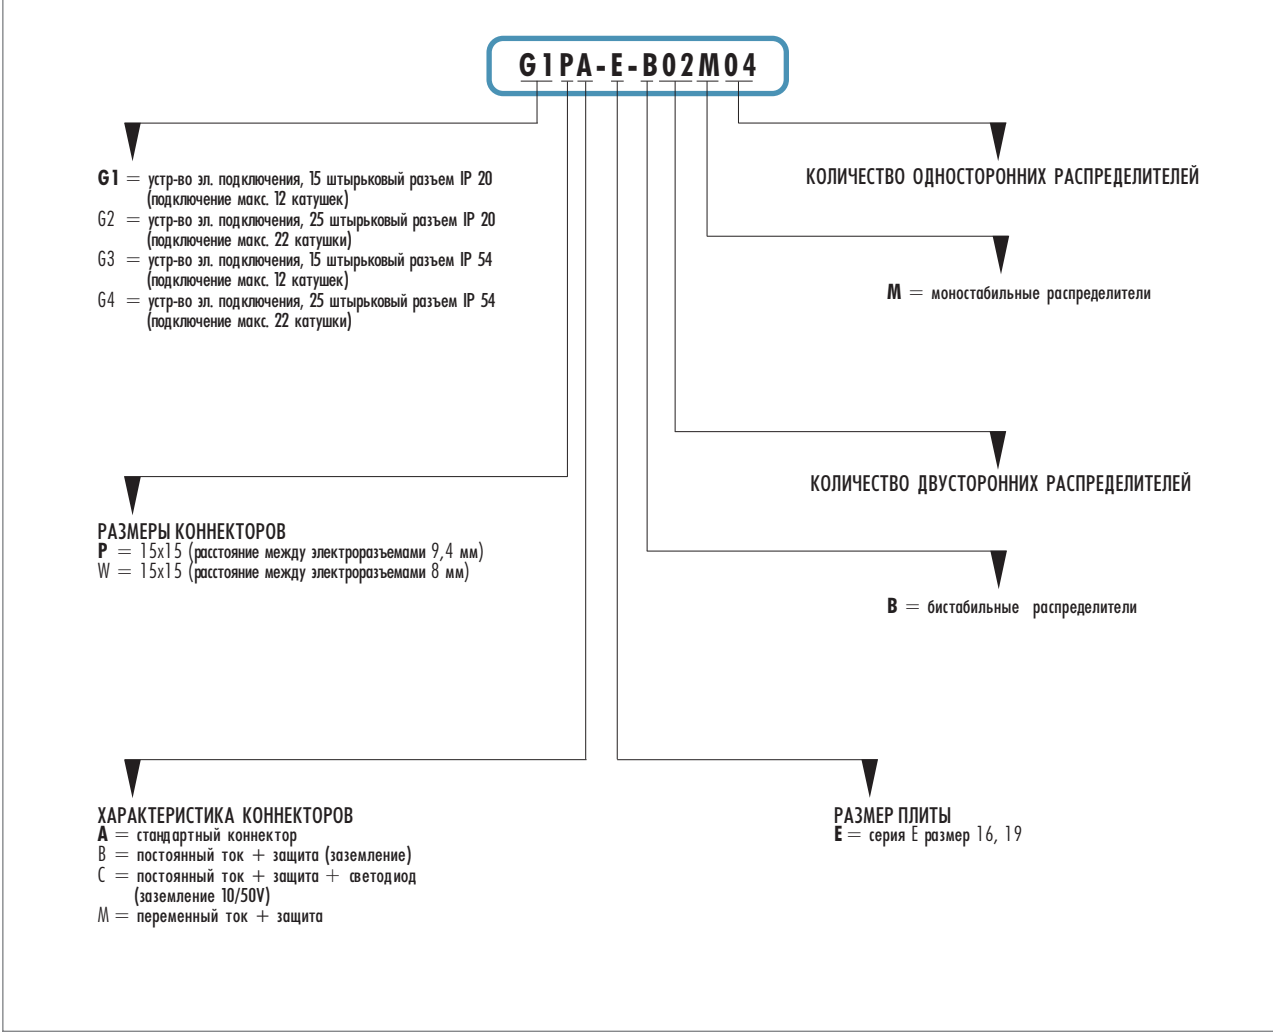 G1PA-E-B02M04
G1 = устр-во эл. подключения, 15 штырьковый разъем IP 20
(подключение макс. 12 катушек)
G2 = устр-во эл. подключения, 25 штырьковый разъем IP 20
(подключение макс. 22 катушки)
G3 = устр-во эл. подключения, 15 штырьковый разъем IP 54
(подключение макс. 12 катушек)
G4 = устр-во эл. подключения, 25 штырьковый разъем IP 54
(подключение макс. 22 катушки)
РАЗМЕРЫ КОННЕКТОРОВ
P = 15x15 (расстояние между электроразъемами 9,4 мм)
W = 15x15 (расстояние между электроразъемами 8 мм)
ХАРАКТЕРИСТИКА КОННЕКТОРОВ
A = стандартный коннектор
B = постоянный ток + защита (заземление)
C = постоянный ток + защита + светодиод
(заземление 10/50V)
M = переменный ток + защита
КОЛИЧЕСТВО ОДНОСТОРОННИХ РАСПРЕДЕЛИТЕЛЕЙ
M = моностабильные распределители
КОЛИЧЕСТВО ДВУСТОРОННИХ РАСПРЕДЕЛИТЕЛЕЙ
B = бистабильные распределители
РАЗМЕР ПЛИТЫ
E = серия E размер 16, 19